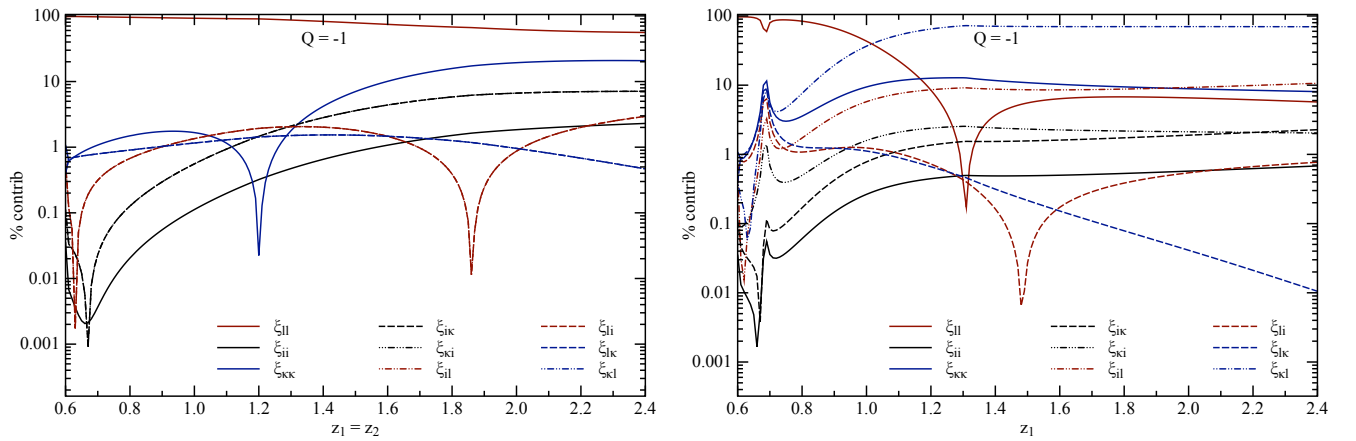 Q = -1
% contrib
100
10
1
0.1
0.01
0.001
ξll ξiκ ξli
ξii ξκi ξlκ
ξκκ ξil ξκl
0.6 0.8 1.0 1.2 1.4 1.6 1.8 2.0 2.2 2.4
z1 = z2
Q = -1
% contrib
100
10
1
0.1
0.01
0.001
ξll ξiκ ξli
ξii ξκi ξlκ
ξκκ ξil ξκl
0.6 0.8 1.0 1.2 1.4 1.6 1.8 2.0 2.2 2.4
z1